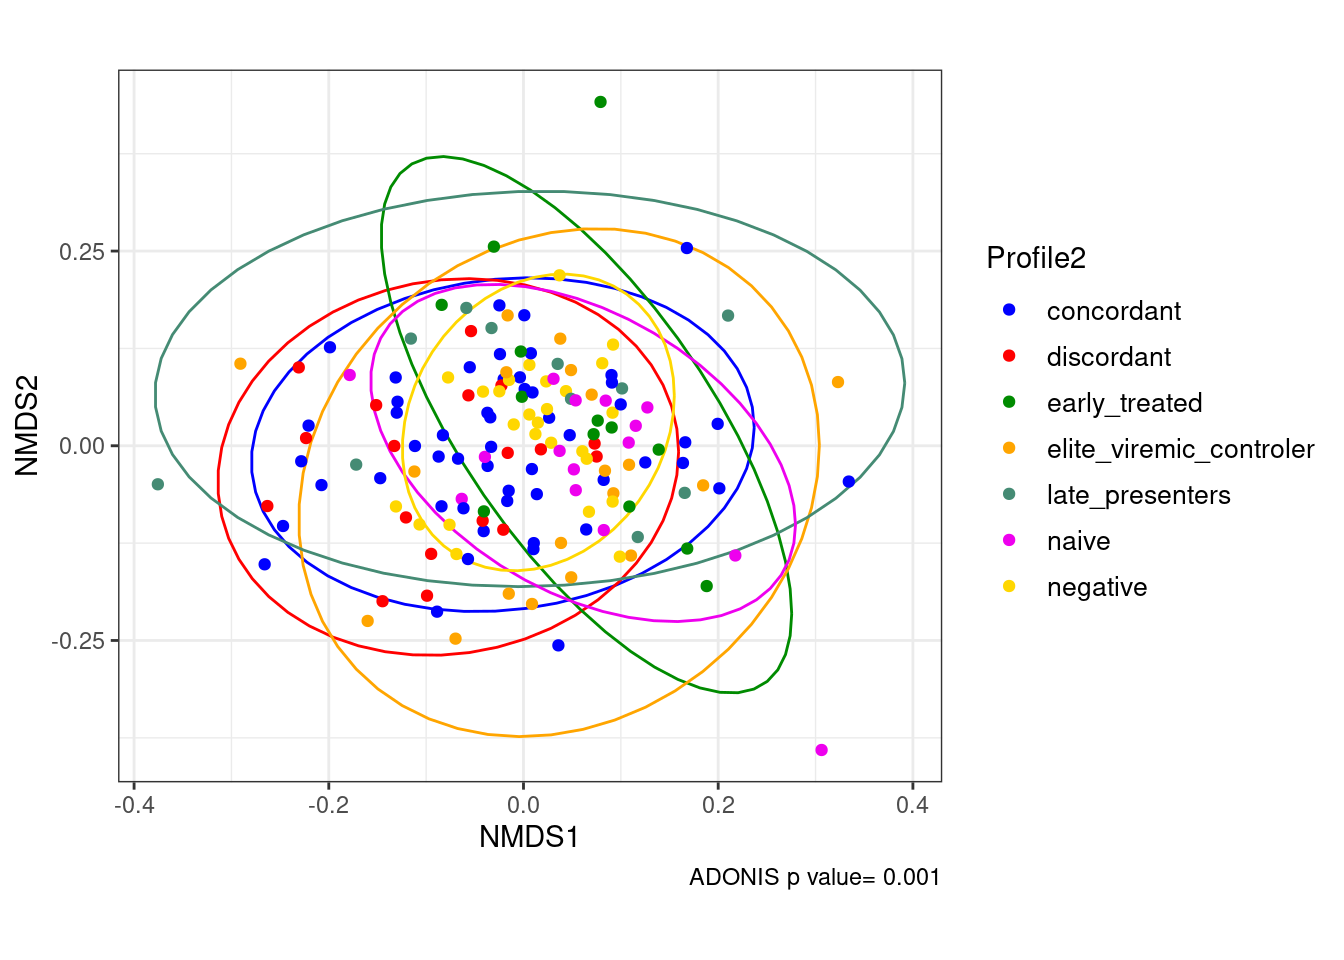 Profile2
concordant
discordant
early_treated
elite_viremic_controler
late_presenters
naive
negative
NMDS2
0.25
0.00
-0.25
-0.4
-0.2
0.0
0.2
0.4
NMDS1
ADONIS p value= 0.001